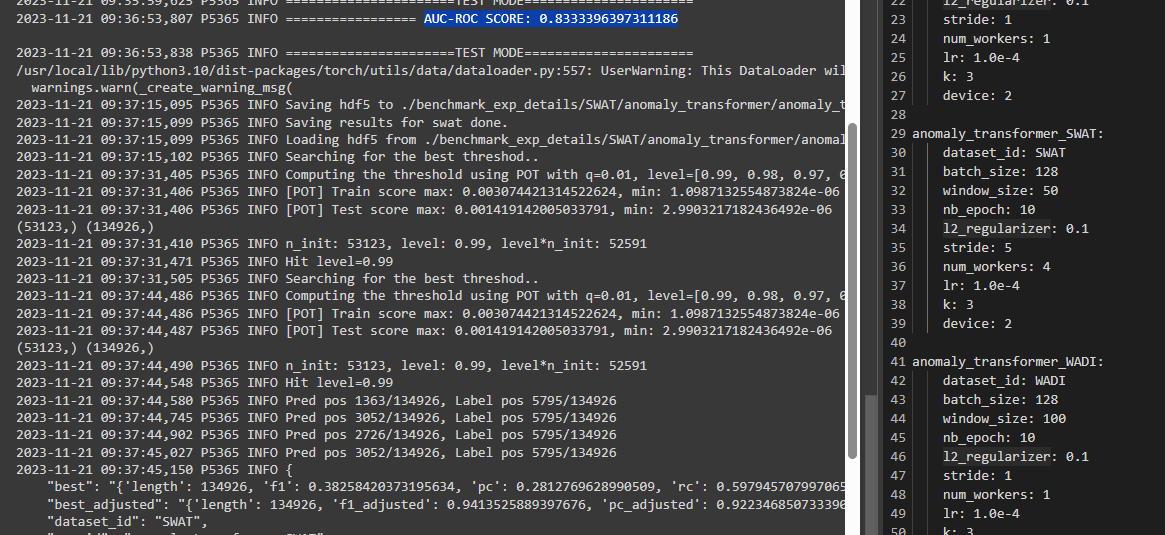 2023-11-21 09:36:53,807 P5365 INFO ================= AUC-ROC SCORE: 0.8333396397311186
2023-11-21 09:36:53,838 P5365 INFO ======================TEST MODE======================
/usr/local/lib/python3.10/dist-packages/torch/utils/data/dataloader.py:557: UserWarning: This DataLoader wil
warnings.warn(_create_warning_msg(
2023-11-21 09:37:15,095 P5365 INFO Saving hdf5 to ./benchmark_exp_details/SWAT/anomaly_transformer/anomaly_t
2023-11-21 09:37:15,099 P5365 INFO Saving results for swat done.
2023-11-21 09:37:15,099 P5365 INFO Loading hdf5 from ./benchmark_exp_details/SWAT/anomaly_transformer/anomal
2023-11-21 09:37:15,102 P5365 INFO Searching for the best threshod..
2023-11-21 09:37:31,405 P5365 INFO Computing the threshold using POT with q=0.01, level=[0.99, 0.98, 0.97, 0
2023-11-21 09:37:31,406 P5365 INFO [POT] Train score max: 0.003074421314522624, min: 1.0987132554873824e-06
2023-11-21 09:37:31,406 P5365 INFO [POT] Test score max: 0.001419142005033791, min: 2.9903217182436492e-06
(53123,) (134926,)
2023-11-21 09:37:31,410 P5365 INFO n_init: 53123, level: 0.99, level*n_init: 52591
2023-11-21 09:37:31,471 P5365 INFO Hit level=0.99
2023-11-21 09:37:31,505 P5365 INFO Searching for the best threshod..
2023-11-21 09:37:44,486 P5365 INFO Computing the threshold using POT with q=0.01, level=[0.99, 0.98, 0.97, 0
2023-11-21 09:37:44,486 P5365 INFO [POT] Train score max: 0.003074421314522624, min: 1.0987132554873824e-06
2023-11-21 09:37:44,487 P5365 INFO [POT] Test score max: 0.001419142005033791, min: 2.9903217182436492e-06
(53123,) (134926,)
2023-11-21 09:37:44,490 P5365 INFO n_init: 53123, level: 0.99, level*n_init: 52591
2023-11-21 09:37:44,548 P5365 INFO Hit level=0.99
2023-11-21 09:37:44,580 P5365 INFO Pred pos 1363/134926, Label pos 5795/134926
2023-11-21 09:37:44,745 P5365 INFO Pred pos 3052/134926, Label pos 5795/134926
2023-11-21 09:37:44,902 P5365 INFO Pred pos 2726/134926, Label pos 5795/134926
2023-11-21 09:37:45,027 P5365 INFO Pred pos 3052/134926, Label pos 5795/134926
2023-11-21 09:37:45,150 P5365 INFO {
"best": "{'length': 134926, 'f1': 0.38258420373195634, 'pc': 0.2812769628990509, 'rc': 0.597945707997065
"best_adjusted": "{'length': 134926, 'f1_adjusted': 0.9413525889397676, 'pc_adjusted': 0.922346850733390
"dataset_id": "SWAT",
22 l2_regularizer: 0.1
23 stride: 1
24 num_workers: 1
25 lr: 1.0e-4
26 k: 3
27 device: 2
28
29 anomaly_transformer_SWAT:
30 dataset_id: SWAT
31 batch_size: 128
32 window_size: 50
33 nb_epoch: 10
34 l2_regularizer: 0.1
35 stride: 5
36 num_workers: 4
37 lr: 1.0e-4
38 k: 3
39 device: 2
40
41 anomaly_transformer_WADI:
42 dataset_id: WADI
43 batch_size: 128
44 window_size: 100
45 nb_epoch: 10
46 l2_regularizer: 0.1
47 stride: 1
48 num_workers: 1
49 lr: 1.0e-4
50 k: 3